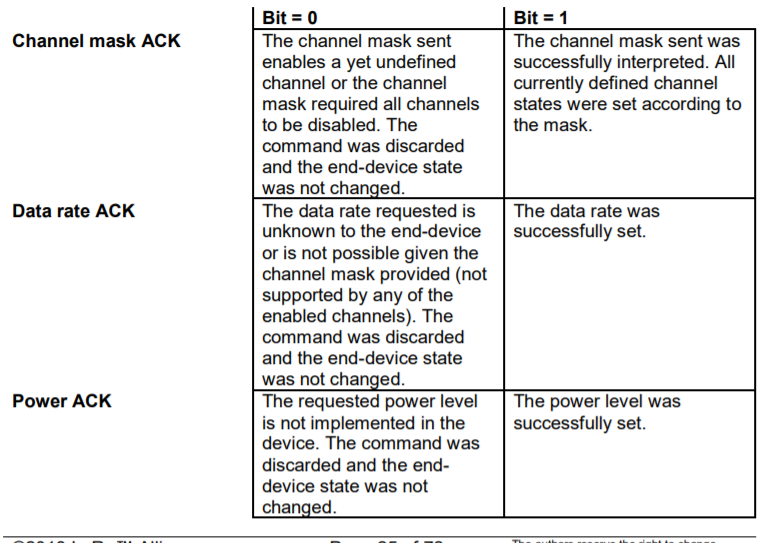 Bit = 0 Bit = 1
Channel mask ACK
The channel mask sent
enables a yet undefined
channel or the channel
mask required all channels
to be disabled. The
command was discarded
and the end-device state
was not changed.
The channel mask sent was
successfully interpreted. All
currently defined channel
states were set according to
the mask.
Data rate ACK
The data rate requested is
unknown to the end-device
or is not possible given the
channel mask provided (not
supported by any of the
enabled channels). The
command was discarded
and the end-device state
was not changed.
The data rate was
successfully set.
Power ACK
The requested power level
is not implemented in the
device. The command was
discarded and the end-
device state was not
changed.
The power level was
successfully set.
The authors reserve the right to change